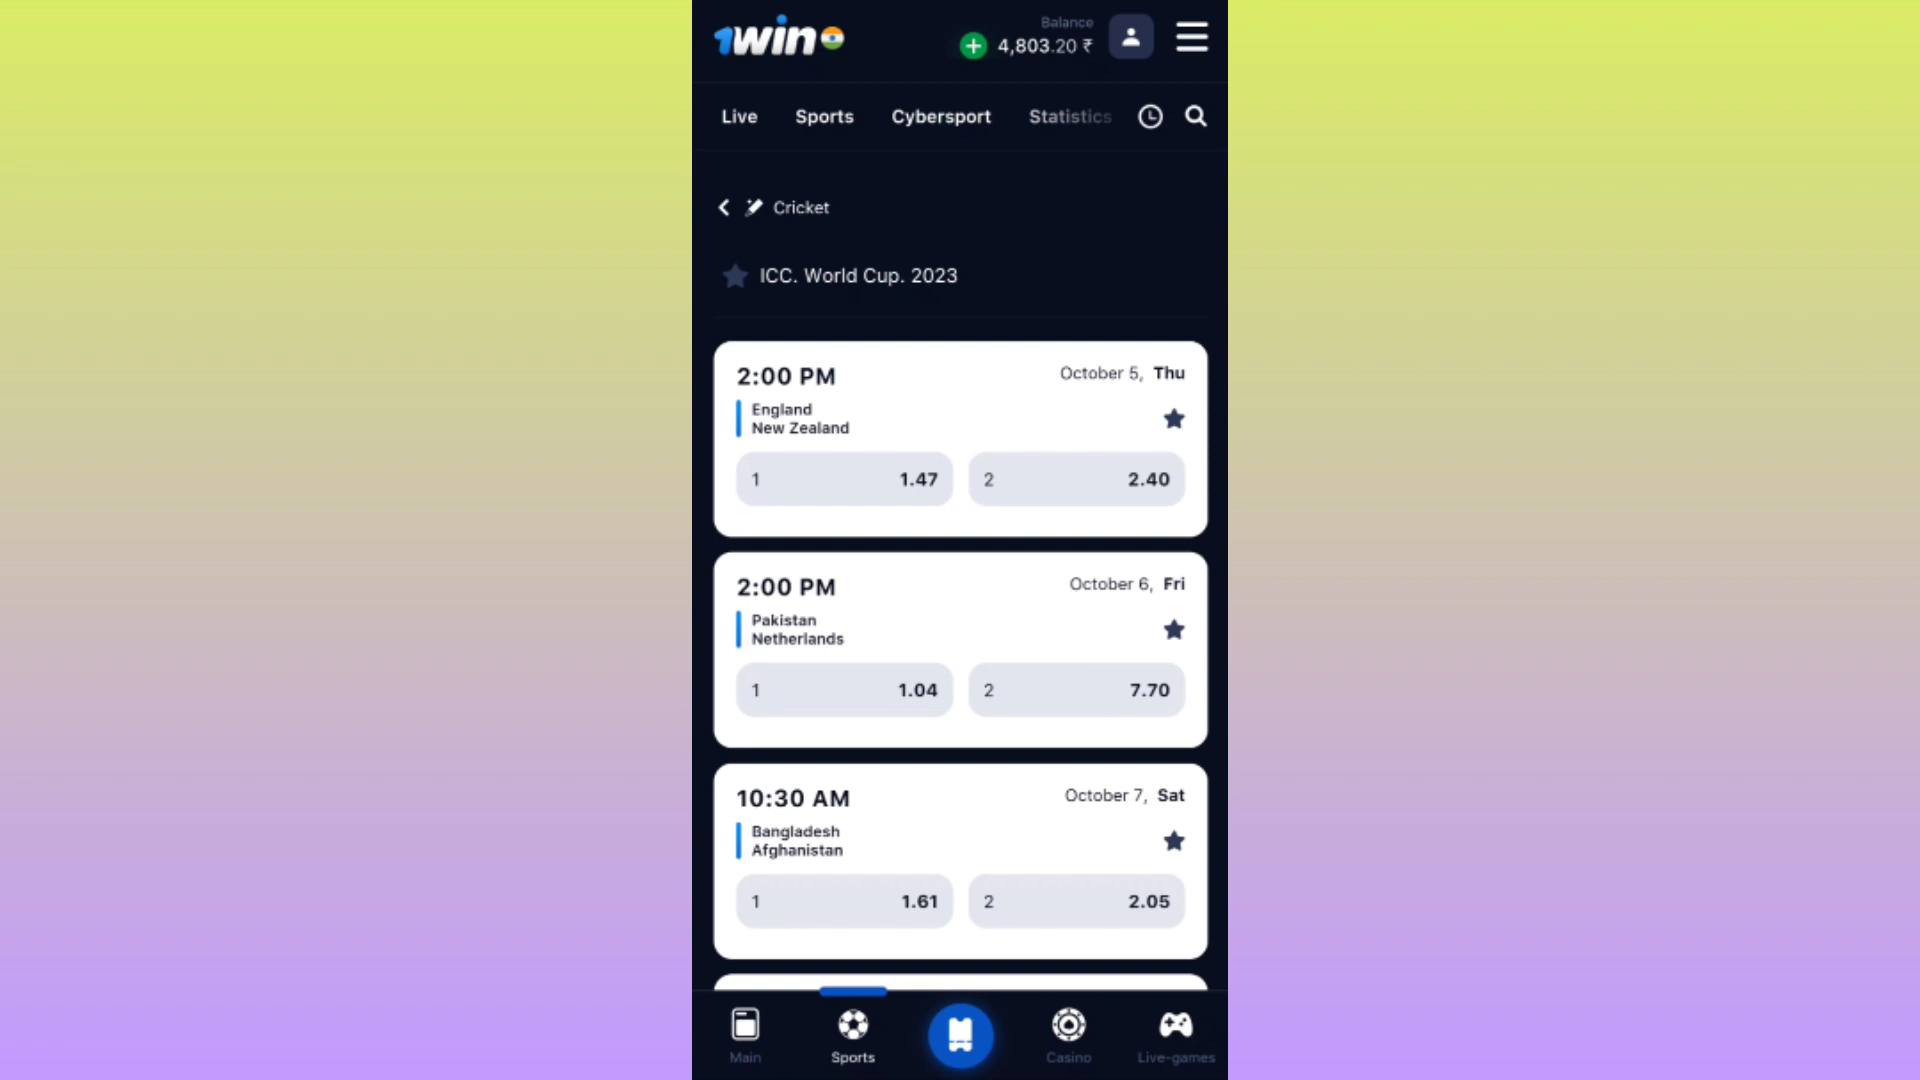 1win
Balance
4,803.20 ₹
Live Sports Cybersport Statistics
Cricket
ICC. World Cup. 2023
2:00 PM October 5, Thu
England
New Zealand
1 1.47 2 2.40
2:00 PM October 6, Fri
Pakistan
Netherlands
1 1.04 2 7.70
10:30 AM October 7, Sat
Bangladesh
Afghanistan
1 1.61 2 2.05
Main Sports Casino Live-games